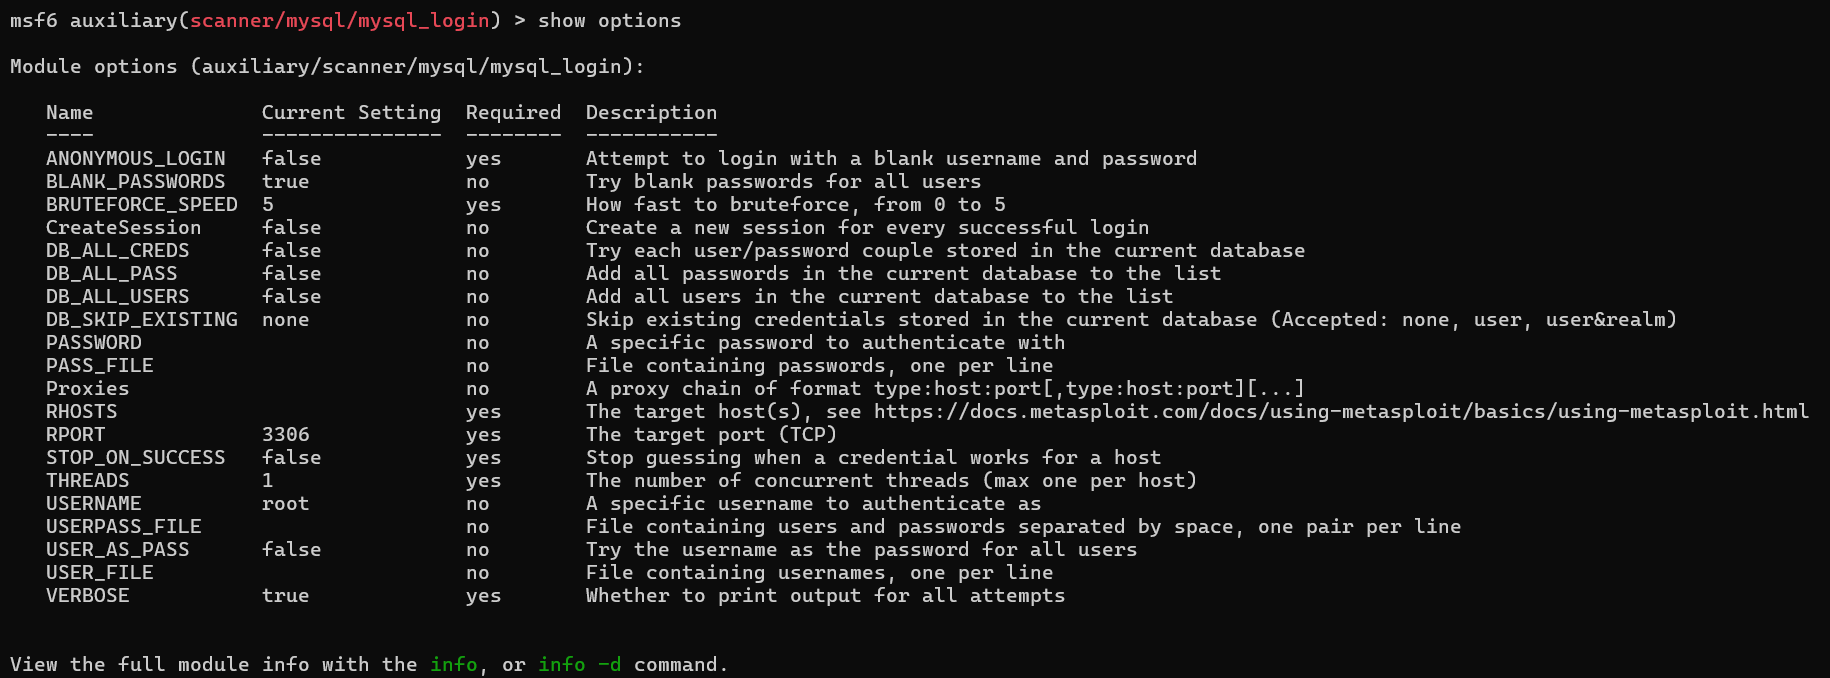 msf6 auxiliary(scanner/mysql/mysql_login) > show options

Module options (auxiliary/scanner/mysql/mysql_login):

   Name              Current Setting  Required  Description
   ----              ---------------  --------  -----------
   ANONYMOUS_LOGIN   false            yes       Attempt to login with a blank username and password
   BLANK_PASSWORDS   true             no        Try blank passwords for all users
   BRUTEFORCE_SPEED  5                yes       How fast to bruteforce, from 0 to 5
   CreateSession     false            no        Create a new session for every successful login
   DB_ALL_CREDS      false            no        Try each user/password couple stored in the current database
   DB_ALL_PASS       false            no        Add all passwords in the current database to the list
   DB_ALL_USERS      false            no        Add all users in the current database to the list
   DB_SKIP_EXISTING  none             no        Skip existing credentials stored in the current database (Accepted: none, user, user&realm)
   PASSWORD                           no        A specific password to authenticate with
   PASS_FILE                          no        File containing passwords, one per line
   Proxies                            no        A proxy chain of format type:host:port[,type:host:port][...]
   RHOSTS                             yes       The target host(s), see https://docs.metasploit.com/docs/using-metasploit/basics/using-metasploit.html
   RPORT             3306             yes       The target port (TCP)
   STOP_ON_SUCCESS   false            yes       Stop guessing when a credential works for a host
   THREADS           1                yes       The number of concurrent threads (max one per host)
   USERNAME          root             no        A specific username to authenticate as
   USERPASS_FILE                      no        File containing users and passwords separated by space, one pair per line
   USER_AS_PASS      false            no        Try the username as the password for all users
   USER_FILE                          no        File containing usernames, one per line
   VERBOSE           true             yes       Whether to print output for all attempts

View the full module info with the info, or info -d command.